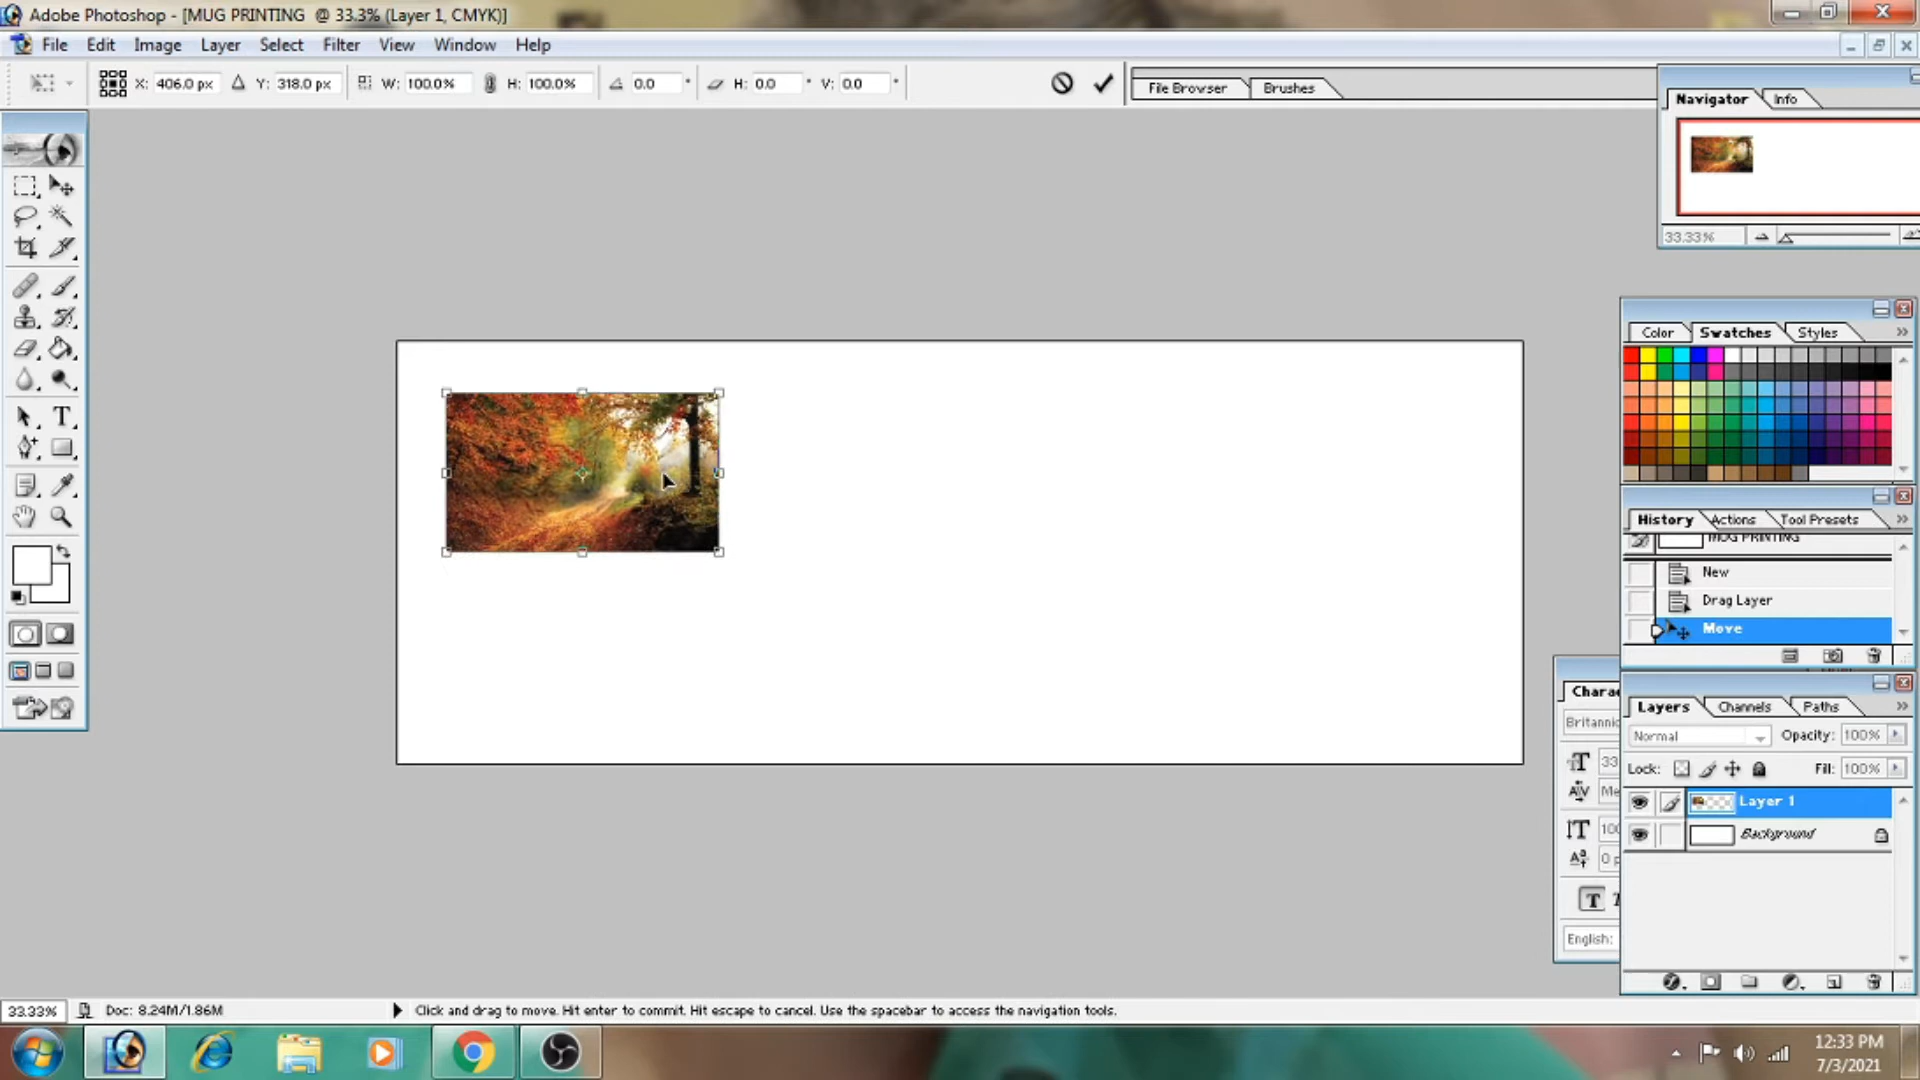 Adobe Photoshop - [MUG PRINTING @ 33.3% (Layer 1, CMYK)]
File Edit Image Layer Select Filter View Window Help
X: 406.0 px Y: 318.0 px W: 100.0% H: 100.0% 0.0 ° H: 0.0 ° V: 0.0 °
File Browser Brushes
Navigator Info
33.33%
Color Swatches Styles
History Actions Tool Presets
MUG PRINTING
New
Drag Layer
Move
Layers Channels Paths
Normal Opacity: 100%
Lock: Fill: 100%
Layer 1
Background
T
English:
33.33% Doc: 8.24M/1.86M Click and drag to move. Hit enter to commit. Hit escape to cancel. Use the spacebar to access the navigation tools.
12:33 PM
7/3/2021